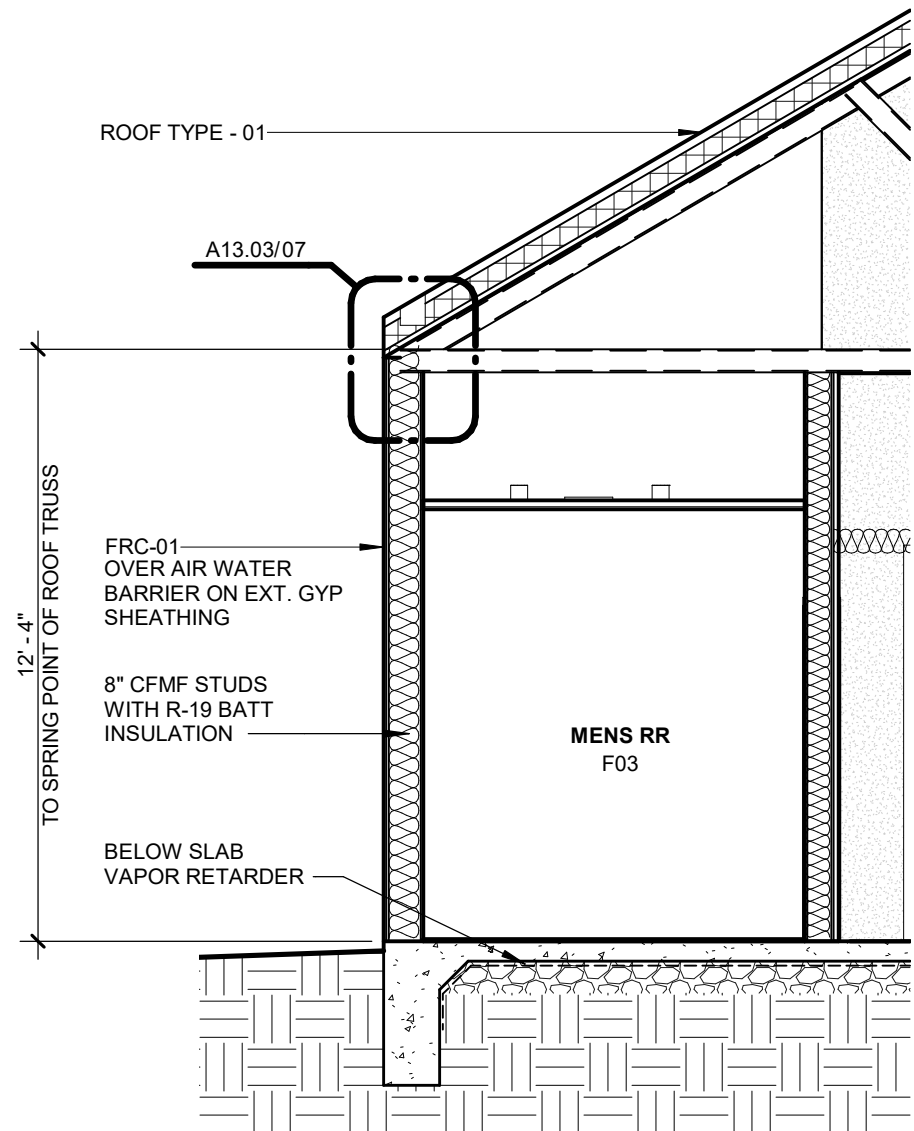 ROOF TYPE - 01
A13.03/07
12' - 4"
TO SPRING POINT OF ROOF TRUSS
FRC-01
OVER AIR WATER
BARRIER ON EXT. GYP
SHEATHING
8" CFMF STUDS
WITH R-19 BATT
INSULATION
MENS RR
F03
BELOW SLAB
VAPOR RETARDER